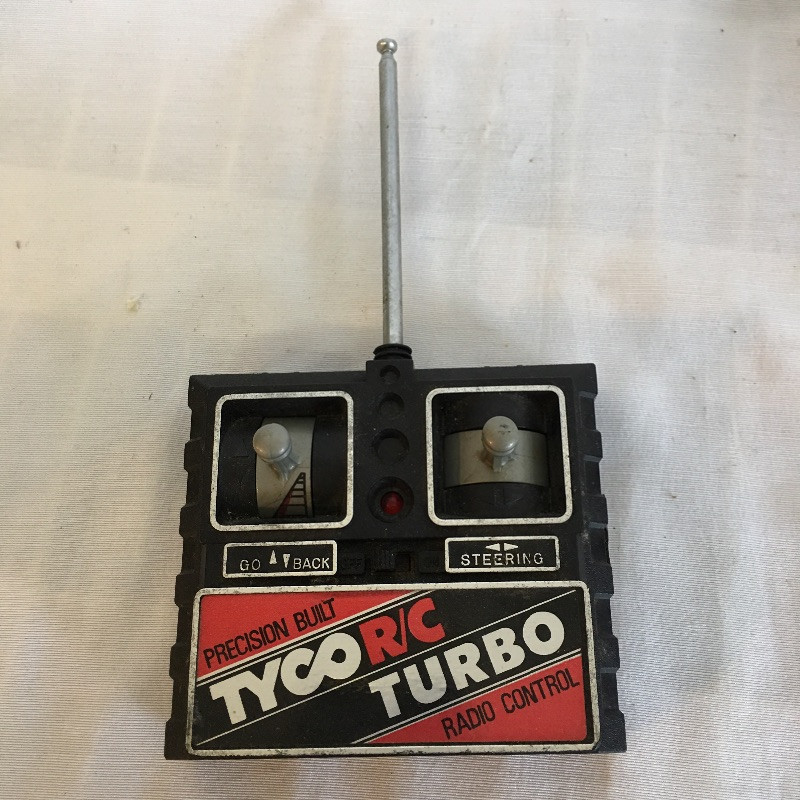 GO BACK
STEERING
PRECISION BUILT
TYCO R/C
TURBO
RADIO CONTROL